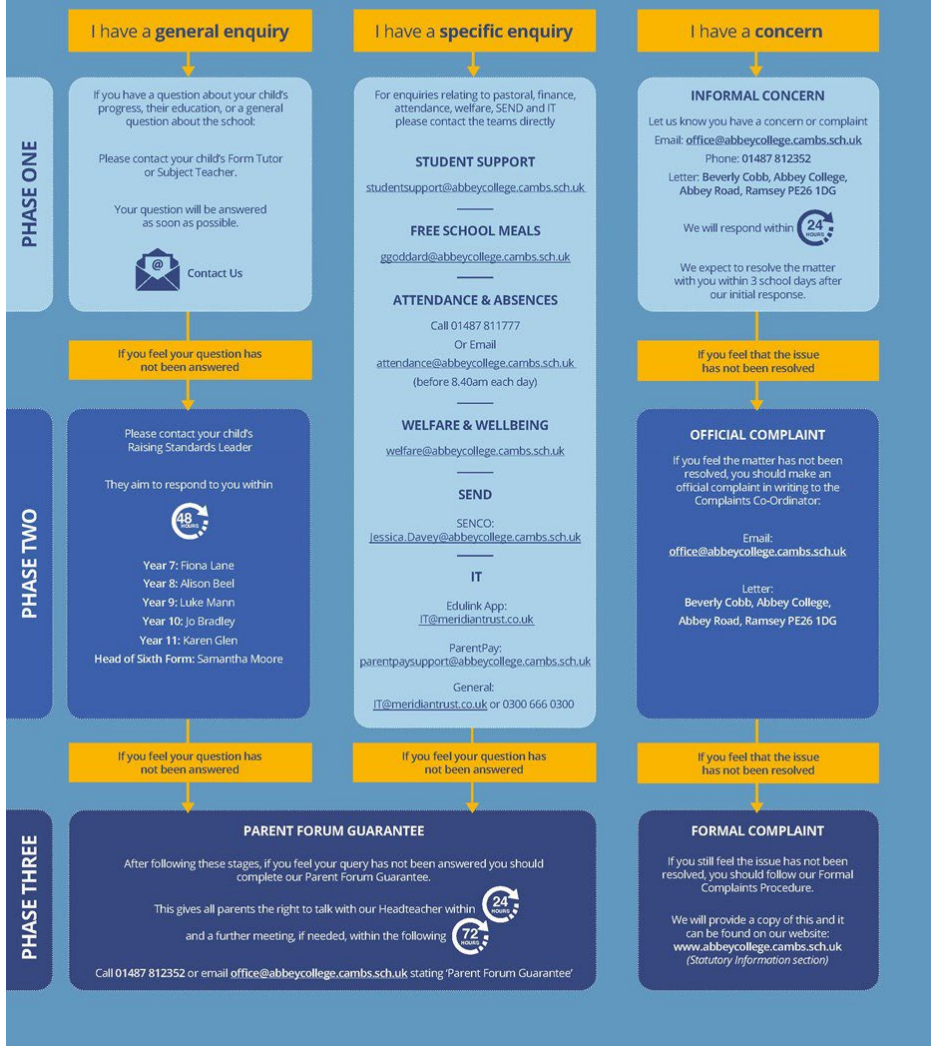 I have a general enquiry
I have a specific enquiry
I have a concern
PHASE ONE
If you have a question about your child's
progress, their education, or a general
question about the school:
Please contact your child's Form Tutor
or Subject Teacher.
Your question will be answered
as soon as possible.
@
Contact Us
If you feel your question has
not been answered
For enquiries relating to pastoral, finance,
attendance, welfare, SEND and IT
please contact the teams directly
STUDENT SUPPORT
studentsupport@abbeycollege.cambs.sch.uk
FREE SCHOOL MEALS
ggoddard@abbeycollege.cambs.sch.uk
ATTENDANCE & ABSENCES
Call 01487 811777
Or Email
attendance@abbeycollege.cambs.sch.uk
(before 8.40am each day)
WELFARE & WELLBEING
welfare@abbeycollege.cambs.sch.uk
SEND
SENCO:
Jessica.Davey@abbeycollege.cambs.sch.uk
IT
Edulink App:
IT@meridiantrust.co.uk
ParentPay:
parentpaysupport@abbeycollege.cambs.sch.uk
General:
IT@meridiantrust.co.uk or 0300 666 0300
INFORMAL CONCERN
Let us know you have a concern or complaint
Email: office@abbeycollege.cambs.sch.uk
Phone: 01487 812352
Letter: Beverly Cobb, Abbey College,
Abbey Road, Ramsey PE26 1DG
We will respond within 24 HOURS
We expect to resolve the matter
with you within 3 school days after
our initial response.
If you feel that the issue
has not been resolved
PHASE TWO
Please contact your child's
Raising Standards Leader
They aim to respond to you within
48 HOURS
Year 7: Fiona Lane
Year 8: Alison Beel
Year 9: Luke Mann
Year 10: Jo Bradley
Year 11: Karen Glen
Head of Sixth Form: Samantha Moore
OFFICIAL COMPLAINT
If you feel the matter has not been
resolved, you should make an
official complaint in writing to the
Complaints Co-Ordinator:
Email:
office@abbeycollege.cambs.sch.uk
Letter:
Beverly Cobb, Abbey College,
Abbey Road, Ramsey PE26 1DG
If you feel your question has
not been answered
If you feel your question has
not been answered
If you feel that the issue
has not been resolved
PHASE THREE
PARENT FORUM GUARANTEE
After following these stages, if you feel your query has not been answered you should
complete our Parent Forum Guarantee.
This gives all parents the right to talk with our Headteacher within 24 HOURS
and a further meeting, if needed, within the following 72 HOURS
Call 01487 812352 or email office@abbeycollege.cambs.sch.uk stating 'Parent Forum Guarantee'
FORMAL COMPLAINT
If you still feel the issue has not been
resolved, you should follow our Formal
Complaints Procedure.
We will provide a copy of this and it
can be found on our website:
www.abbeycollege.cambs.sch.uk
(Statutory Information section)